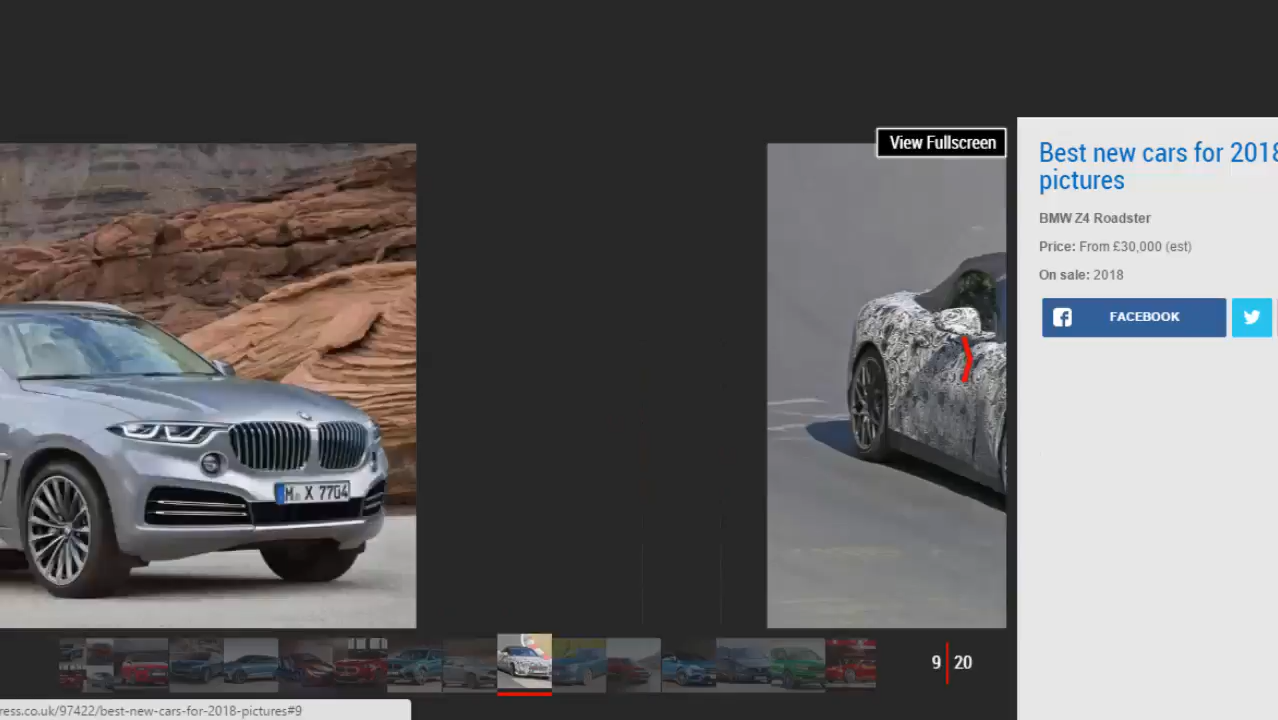 View Fullscreen
Best new cars for 2018
pictures
BMW Z4 Roadster
Price: From £30,000 (est)
On sale: 2018
FACEBOOK
M X 7704
9 20
ress.co.uk/97422/best-new-cars-for-2018-pictures#9